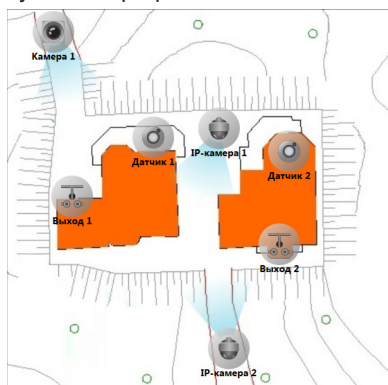 Камера 1
IP-камера 1
Датчик 1
Датчик 2
Выход 1
Выход 2
IP-камера 2